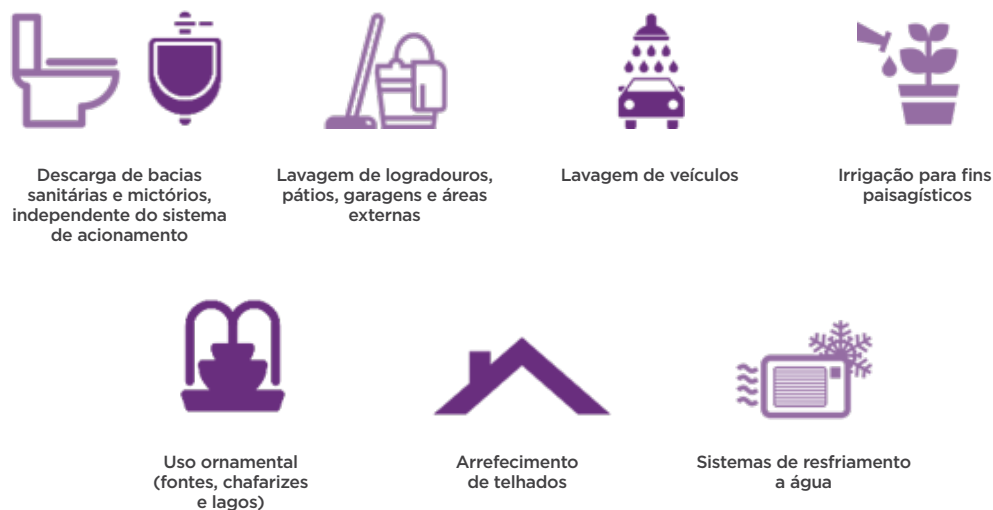 Descarga de bacias
sanitárias e mictórios,
independente do sistema
de acionamento
Lavagem de logradouros,
pátios, garagens e áreas
externas
Lavagem de veículos
Irrigação para fins
paisagísticos
Uso ornamental
(fontes, chafarizes
e lagos)
Arrefecimento
de telhados
Sistemas de resfriamento
a água